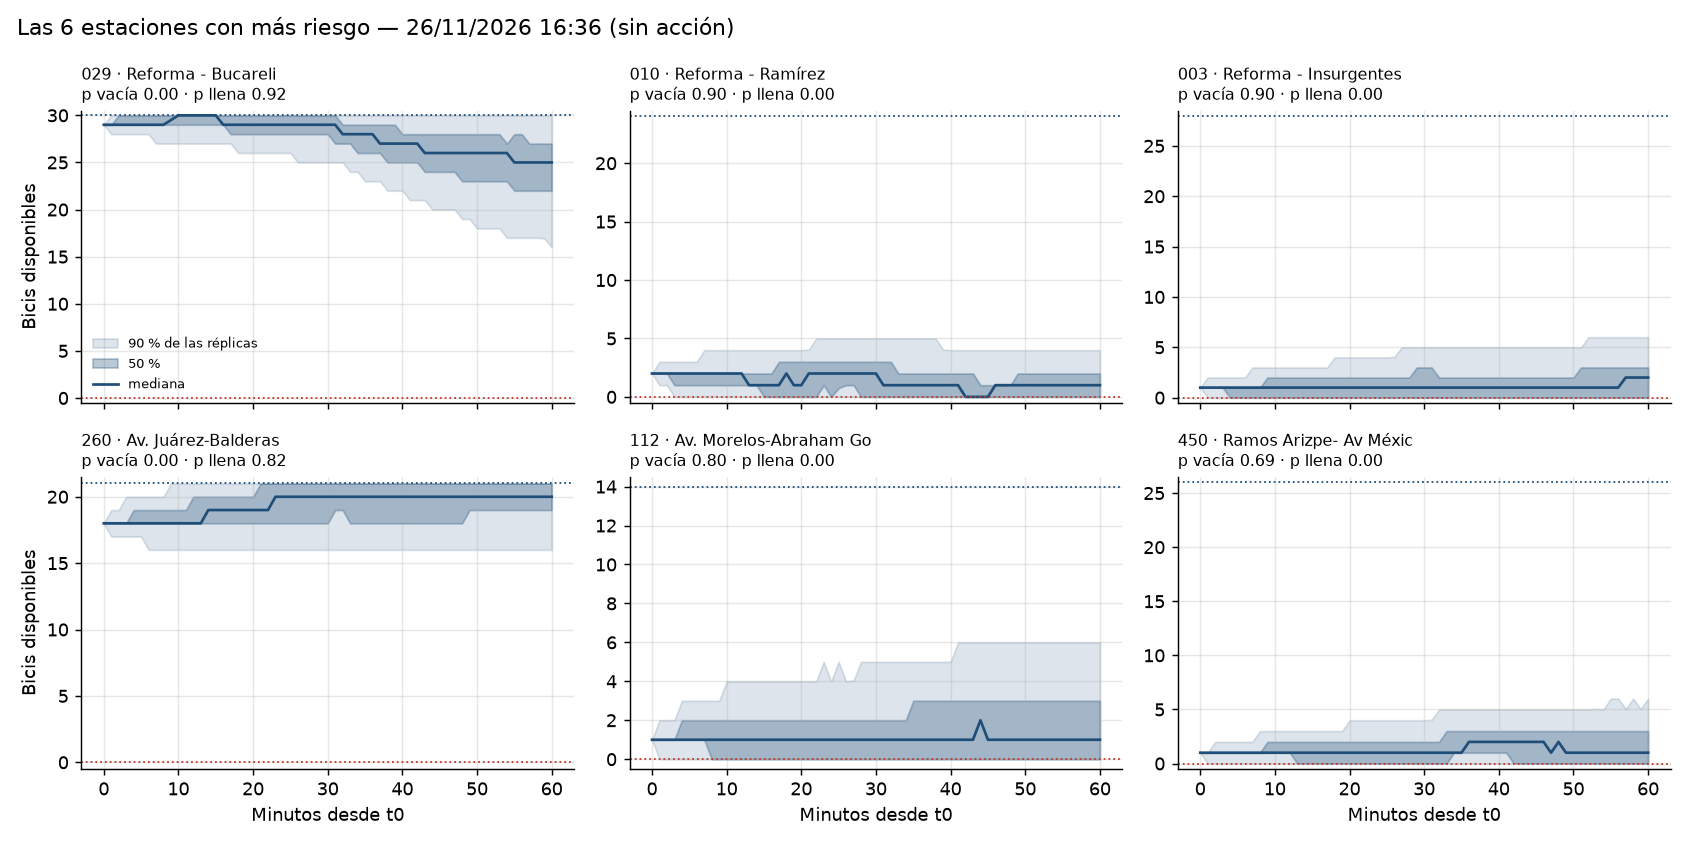 Las 6 estaciones con más riesgo — 26/11/2026 16:36 (sin acción)
029 · Reforma - Bucareli
p vacía 0.00 · p llena 0.92
010 · Reforma - Ramírez
p vacía 0.90 · p llena 0.00
003 · Reforma - Insurgentes
p vacía 0.90 · p llena 0.00
Bicis disponibles
30
25
20
15
10
5
0
90 % de las réplicas
50 %
mediana
20
15
10
5
0
25
20
15
10
5
0
260 · Av. Juárez-Balderas
p vacía 0.00 · p llena 0.82
112 · Av. Morelos-Abraham Go
p vacía 0.80 · p llena 0.00
450 · Ramos Arizpe- Av Méxic
p vacía 0.69 · p llena 0.00
Bicis disponibles
20
15
10
5
0
14
12
10
8
6
4
2
0
25
20
15
10
5
0
0 10 20 30 40 50 60
0 10 20 30 40 50 60
0 10 20 30 40 50 60
Minutos desde t0
Minutos desde t0
Minutos desde t0